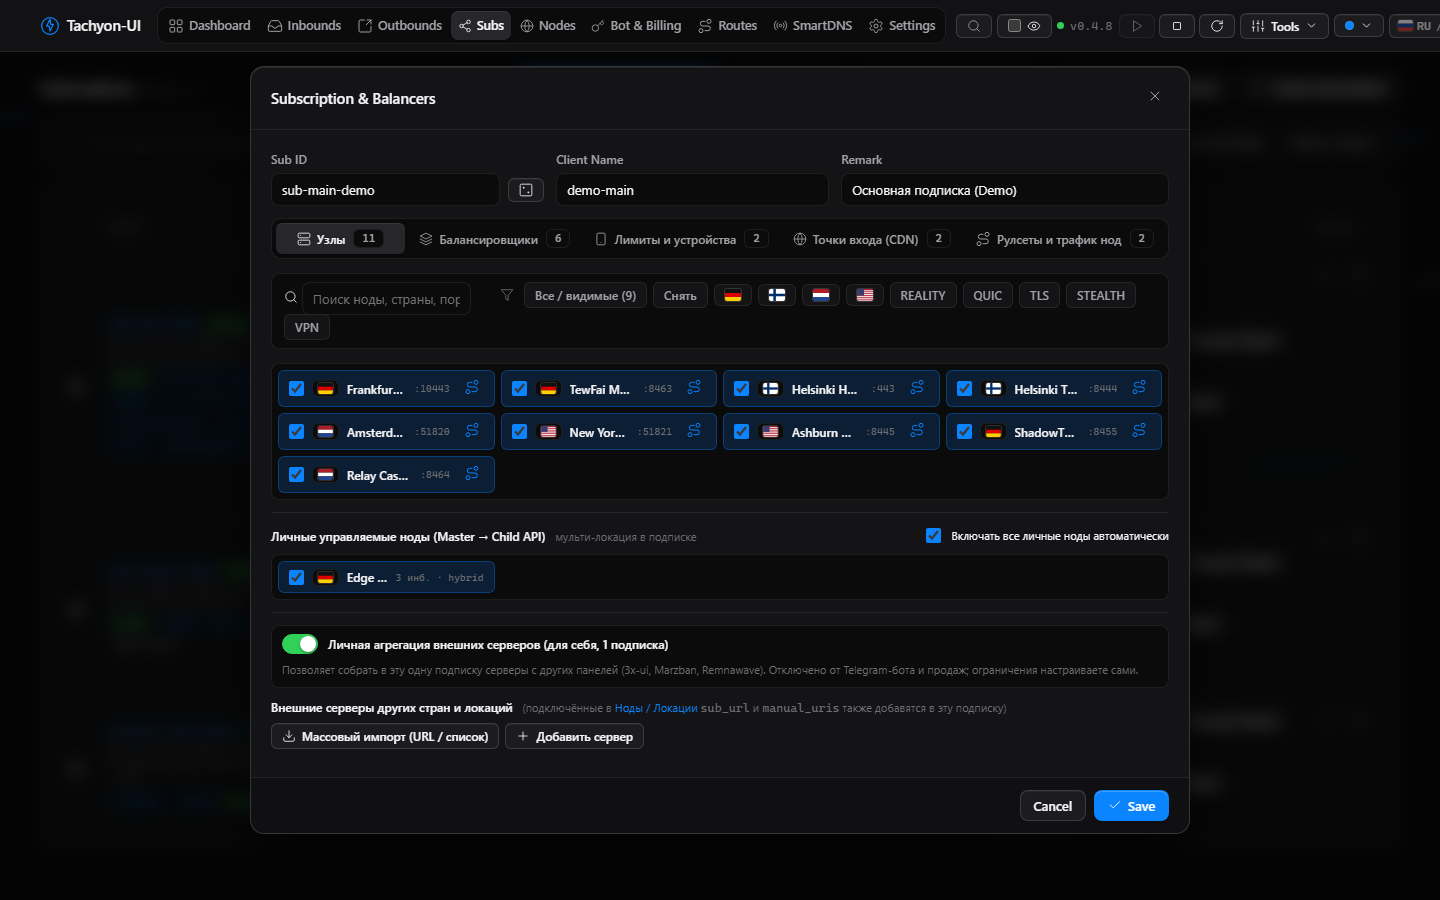 Tachyon-UI
Dashboard
Inbounds
Outbounds
Subs
Nodes
Bot & Billing
Routes
SmartDNS
Settings
v0.4.8
Tools
RU /
Subscription & Balancers
Sub ID
Client Name
Remark
sub-main-demo
demo-main
Основная подписка (Demo)
Узлы 11
Балансировщики 6
Лимиты и устройства 2
Точки входа (CDN) 2
Рулсеты и трафик нод 2
Поиск ноды, страны, пор
Все / видимые (9)
Снять
REALITY
QUIC
TLS
STEALTH
VPN
Frankfur... :10443
TewFai M... :8463
Helsinki H... :443
Helsinki T... :8444
Amsterd... :51820
New Yor... :51821
Ashburn ... :8445
ShadowT... :8455
Relay Cas... :8464
Личные управляемые ноды (Master → Child API) мульти-локация в подписке
Включать все личные ноды автоматически
Edge ... 3 инб. · hybrid
Личная агрегация внешних серверов (для себя, 1 подписка)
Позволяет собрать в эту одну подписку серверы с других панелей (3x-ui, Marzban, Remnawave). Отключено от Telegram-бота и продаж; ограничения настраиваете сами.
Внешние серверы других стран и локаций (подключённые в Ноды / Локации sub_url и manual_uris также добавятся в эту подписку)
Массовый импорт (URL / список)
Добавить сервер
Cancel
Save